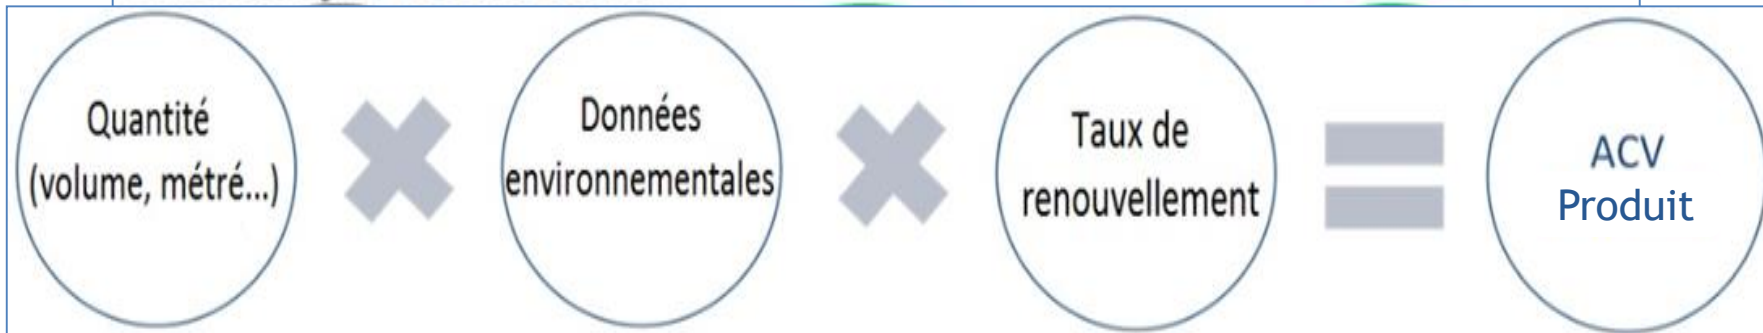 Quantité
(volume, métré...)
Données
environnementales
Taux de
renouvellement
ACV
Produit